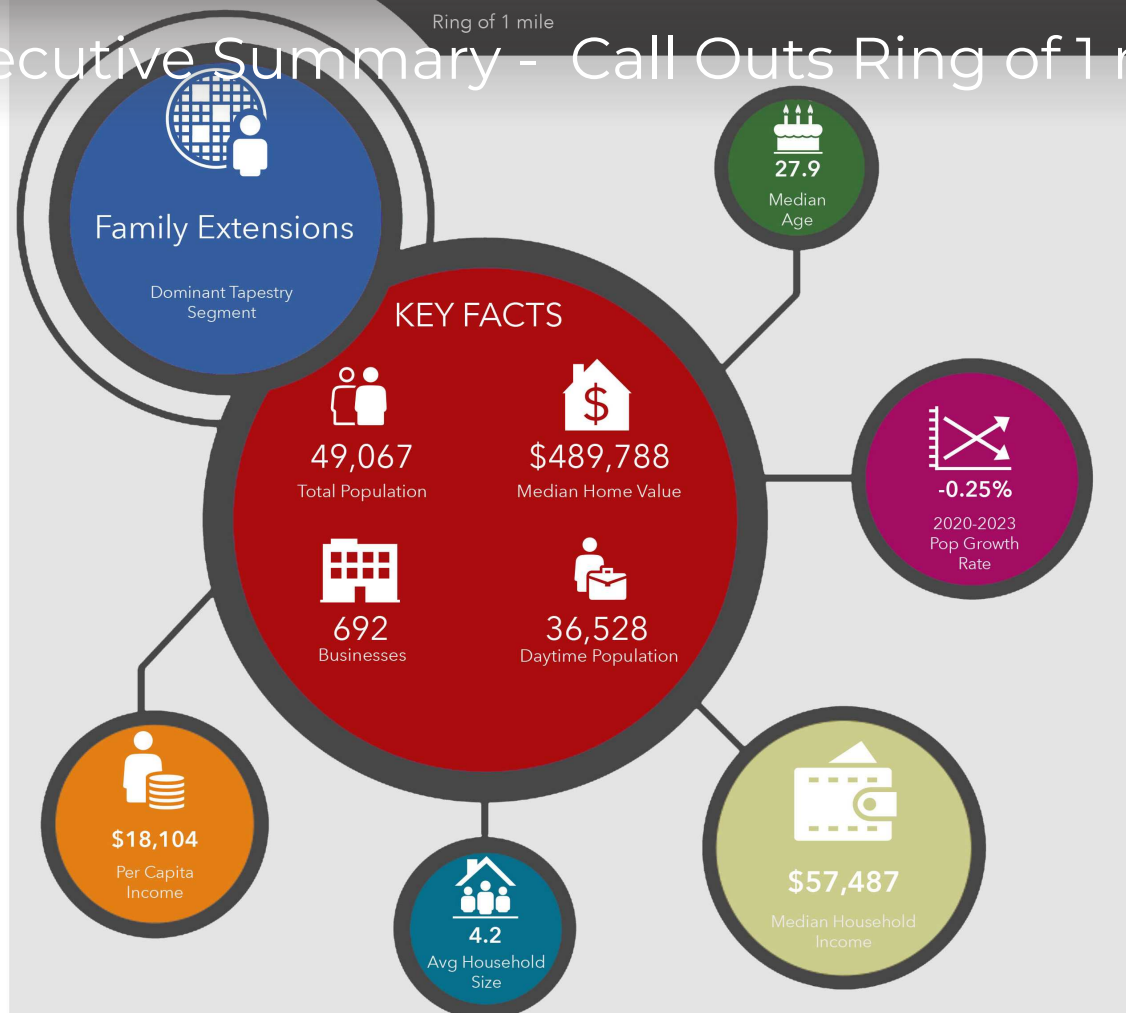 Ring of 1 mile
ecutive Summary - Call Outs Ring of 1 m
Family Extensions
Dominant Tapestry
Segment
KEY FACTS
49,067
Total Population
$489,788
Median Home Value
692
Businesses
36,528
Daytime Population
27.9
Median
Age
-0.25%
2020-2023
Pop Growth
Rate
$18,104
Per Capita
Income
4.2
Avg Household
Size
$57,487
Median Household
Income